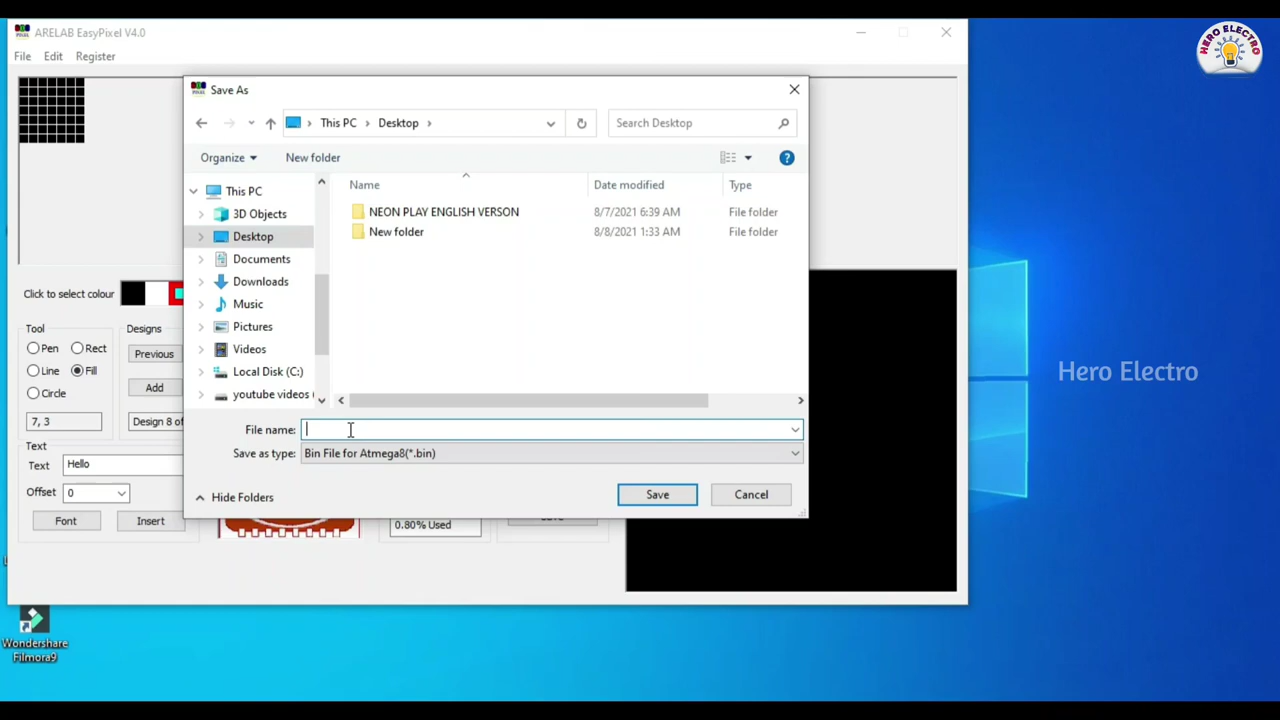 ARELAB EasyPixel V4.0
File Edit Register
HERO ELECTRO
Save As
This PC Desktop
Search Desktop
Organize New folder
Name Date modified Type
This PC
3D Objects
Desktop
Documents
Downloads
Music
Pictures
Videos
Local Disk (C:)
youtube videos (
NEON PLAY ENGLISH VERSON 8/7/2021 6:39 AM File folder
New folder 8/8/2021 1:33 AM File folder
File name:
Save as type: Bin File for Atmega8(*.bin)
Hide Folders
Save Cancel
Click to select colour
Tool
Pen Rect
Line Fill
Circle
7, 3
Designs
Previous
Add
Design 8 of
Text
Text Hello
Offset 0
Font Insert
0.80% Used
Hero Electro
Wondershare
Filmora9